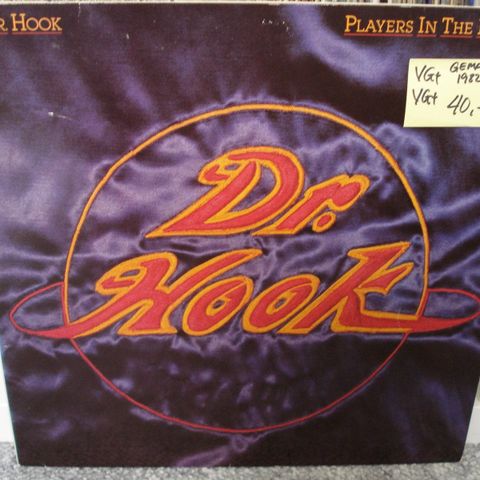 R HOOK
PLAYERS IN THE
VG+ GEMA
1982
VG+ 40,-
Dr.
Hook